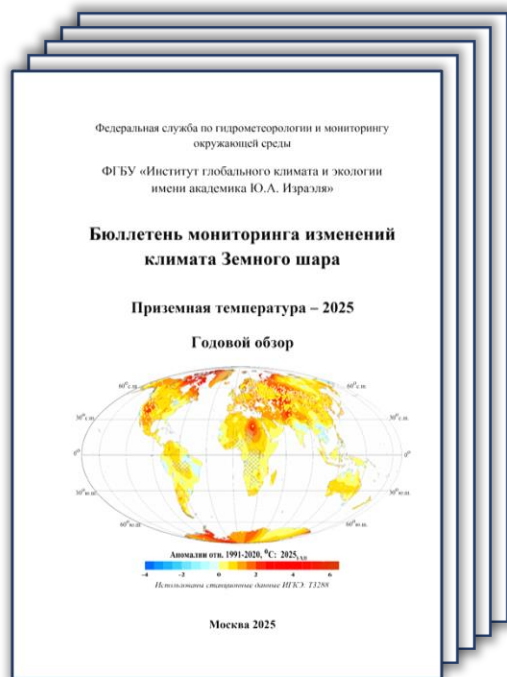 Федеральная служба по гидрометеорологии и мониторингу
окружающей среды
ФГБУ «Институт глобального климата и экологии
имени академика Ю.А. Израэля»
Бюллетень мониторинга изменений
климата Земного шара
Приземная температура – 2025
Годовой обзор
60°с.ш. 60°с.ш.
30°с.ш. 30°с.ш.
0° 0°
30°ю.ш. 30°ю.ш.
60°ю.ш. 60°ю.ш.
Аномалии отн. 1991-2020, °C: 2025
-4 -2 0 2 4 6
Использованы станционные данные ИГКЭ: Т3288
Москва 2025